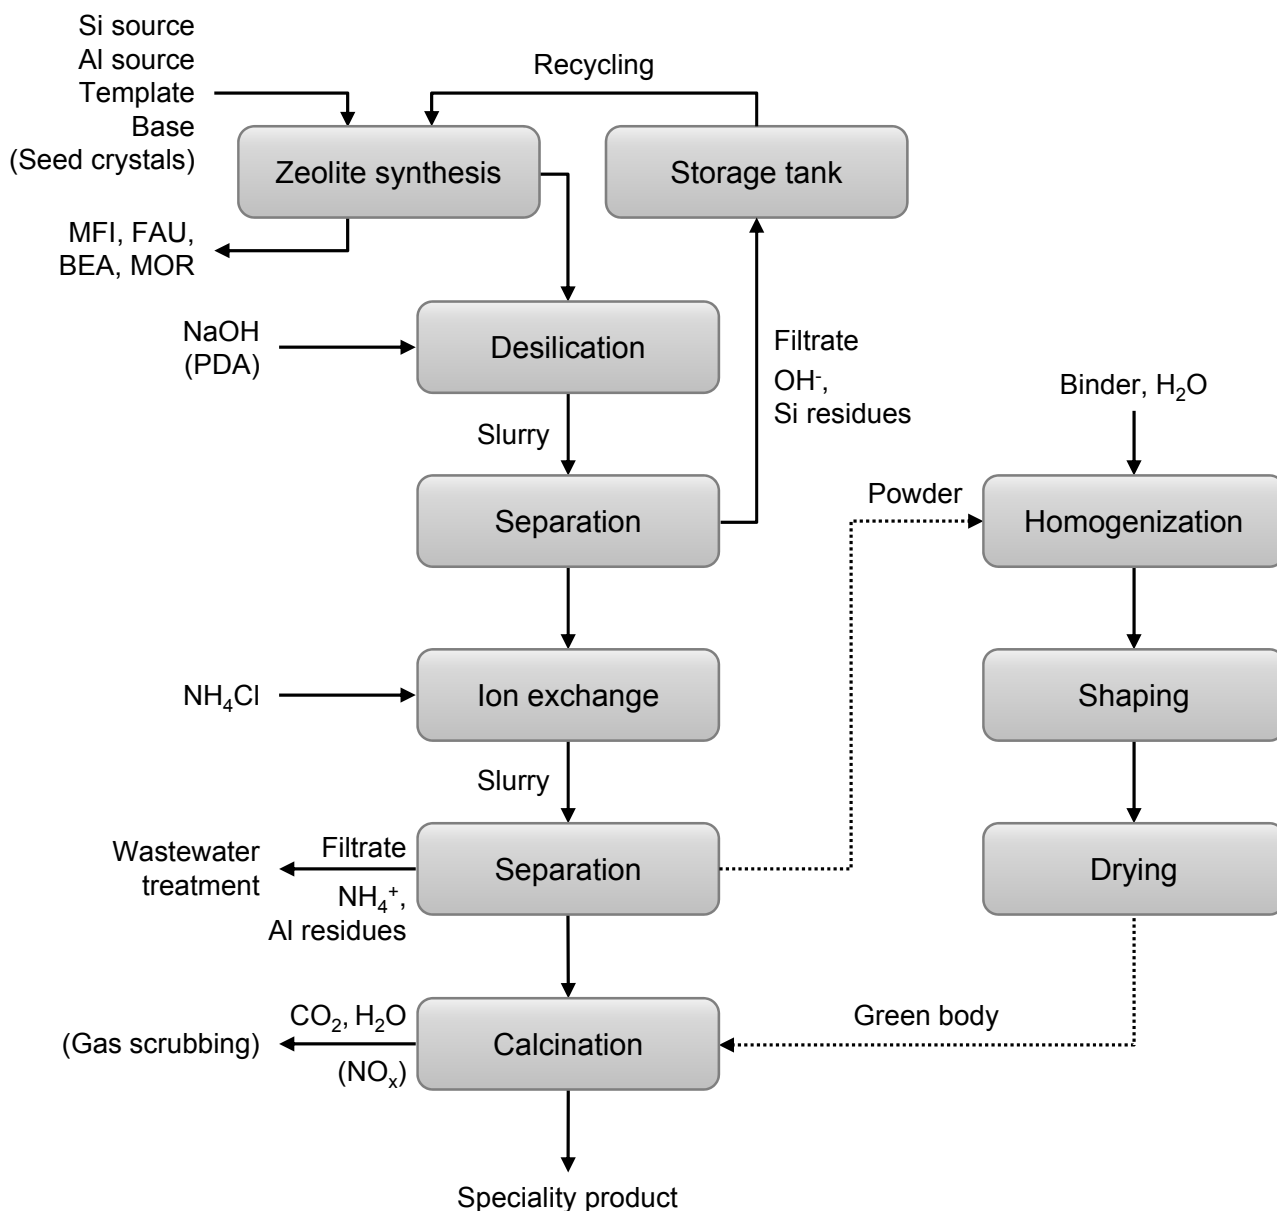 Si source
Al source
Template
Base
(Seed crystals)
Recycling
Zeolite synthesis
Storage tank
MFI, FAU,
BEA, MOR
NaOH
(PDA)
Desilication
Filtrate
OH⁻,
Si residues
Binder, H₂O
Slurry
Separation
Powder
Homogenization
NH₄Cl
Ion exchange
Shaping
Slurry
Wastewater
treatment
Filtrate
NH₄⁺,
Al residues
Separation
Drying
(Gas scrubbing)
CO₂, H₂O
(NOₓ)
Calcination
Green body
Speciality product